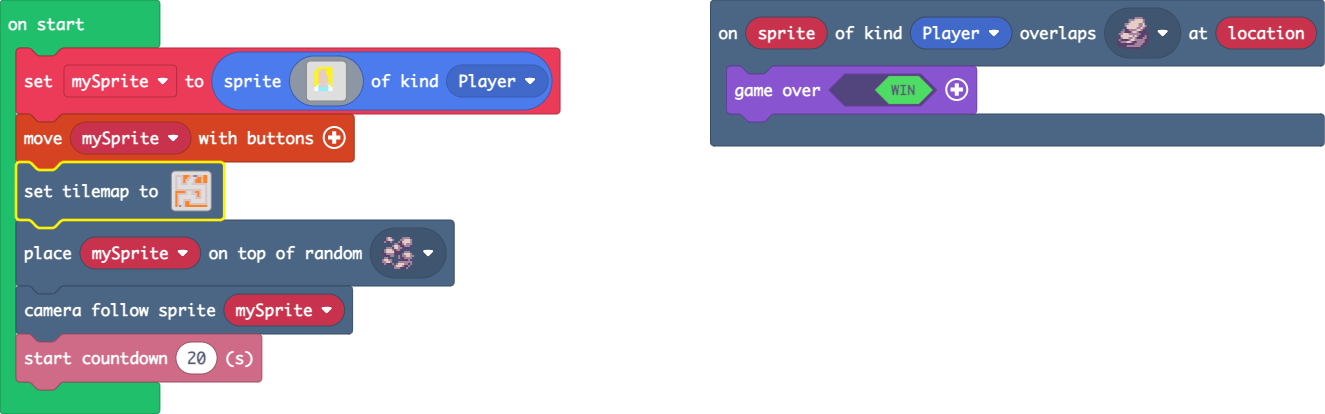 on start
set mySprite to sprite of kind Player
move mySprite with buttons
set tilemap to
place mySprite on top of random
camera follow sprite mySprite
start countdown 20 (s)
on sprite of kind Player overlaps at location
game over WIN